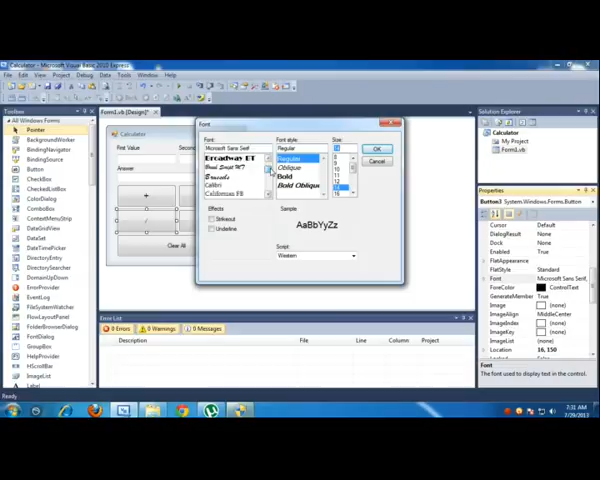 Calculator - Microsoft Visual Basic 2010 Express
File Edit View Project Debug Data Tools Window Help
Toolbox
All Windows Forms
Pointer
BackgroundWorker
BindingNavigator
BindingSource
Button
CheckBox
CheckedListBox
ColorDialog
ComboBox
ContextMenuStrip
DataGridView
DataSet
DateTimePicker
DirectoryEntry
DirectorySearcher
DomainUpDown
ErrorProvider
EventLog
FileSystemWatcher
FlowLayoutPanel
FolderBrowserDialog
FontDialog
GroupBox
HelpProvider
HScrollBar
ImageList
Label
Form1.vb [Design]*
Calculator
First Value
Answer
+
/
Clear All
Font
Font:
Microsoft Sans Serif
Broadway BT
Brussels
Calibri
Font style:
Regular
Regular
Oblique
Bold
Bold Oblique
Size:
14
8
9
10
11
12
14
16
OK
Cancel
Effects
Strikeout
Underline
Sample
AaBbYyZz
Script:
Western
Error List
0 Errors
0 Warnings
0 Messages
Description
File
Line
Column
Project
Solution Explorer
Calculator
My Project
Form1.vb
Properties
Button3 System.Windows.Forms.Button
Cursor Default
DialogResult None
Dock None
FlatAppearance
FlatStyle Standard
Font Microsoft Sans Serif,
ForeColor ControlText
GenerateMember True
Image (none)
ImageAlign MiddleCenter
ImageIndex (none)
ImageKey (none)
ImageList (none)
Location 16, 150
Font
The font used to display text in the control.
Ready
7:31 AM